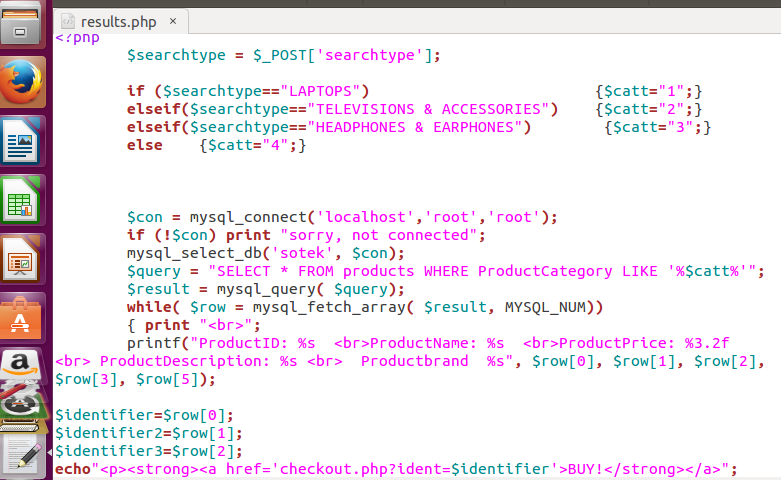 results.php ×
<?php
$searchtype = $_POST['searchtype'];
if ($searchtype=="LAPTOPS") {$catt="1";}
elseif($searchtype=="TELEVISIONS & ACCESSORIES") {$catt="2";}
elseif($searchtype=="HEADPHONES & EARPHONES") {$catt="3";}
else {$catt="4";}
$con = mysql_connect('localhost','root','root');
if (!$con) print "sorry, not connected";
mysql_select_db('sotek', $con);
$query = "SELECT * FROM products WHERE ProductCategory LIKE '%$catt%'";
$result = mysql_query( $query);
while( $row = mysql_fetch_array( $result, MYSQL_NUM))
{ print "<br>";
printf("ProductID: %s <br>ProductName: %s <br>ProductPrice: %3.2f
<br> ProductDescription: %s <br> Productbrand %s", $row[0], $row[1], $row[2],
$row[3], $row[5]);
$identifier=$row[0];
$identifier2=$row[1];
$identifier3=$row[2];
echo"<p><strong><a href='checkout.php?ident=$identifier'>BUY!</strong></a>";